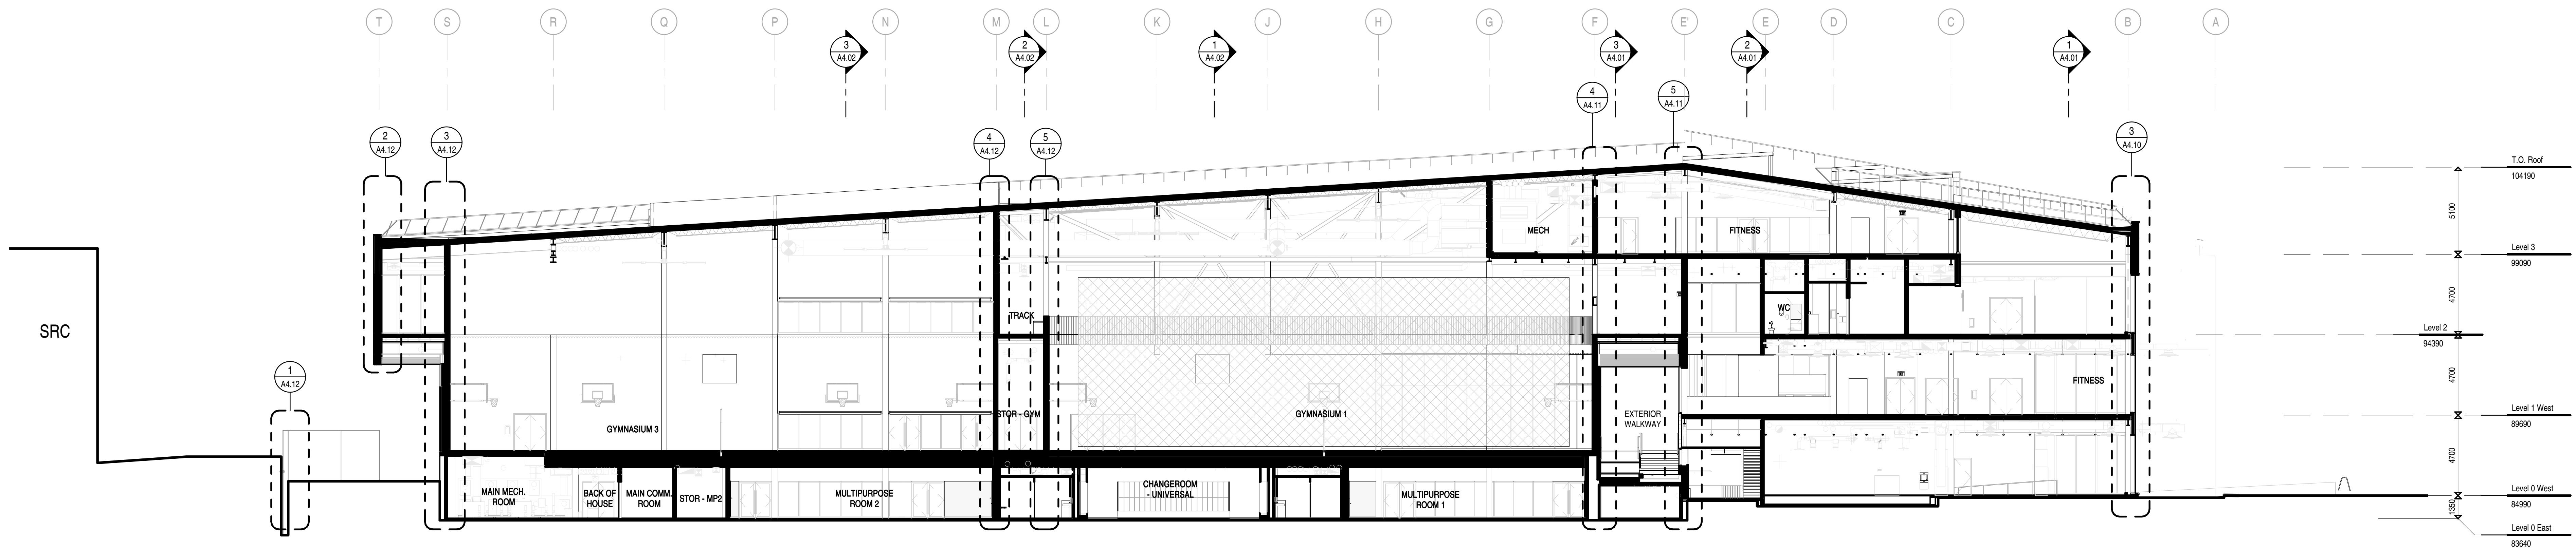 T
S
R
Q
P
N
M
L
K
J
H
G
F
E'
E
D
C
B
A
3
A4.02
2
A4.02
1
A4.02
3
A4.01
2
A4.01
1
A4.01
4
A4.11
5
A4.11
2
A4.12
3
A4.12
4
A4.12
5
A4.12
3
A4.10
T.O. Roof
104190
5100
MECH
FITNESS
Level 3
99090
4700
SRC
TRACK
WC
Level 2
94390
1
A4.12
4700
FITNESS
STOR - GYM
GYMNASIUM 1
EXTERIOR
WALKWAY
Level 1 West
89690
GYMNASIUM 3
4700
MAIN MECH.
ROOM
BACK OF
HOUSE
MAIN COMM.
ROOM
STOR - MP2
MULTIPURPOSE
ROOM 2
CHANGEROOM
- UNIVERSAL
MULTIPURPOSE
ROOM 1
Level 0 West
84990
1350
Level 0 East
83640